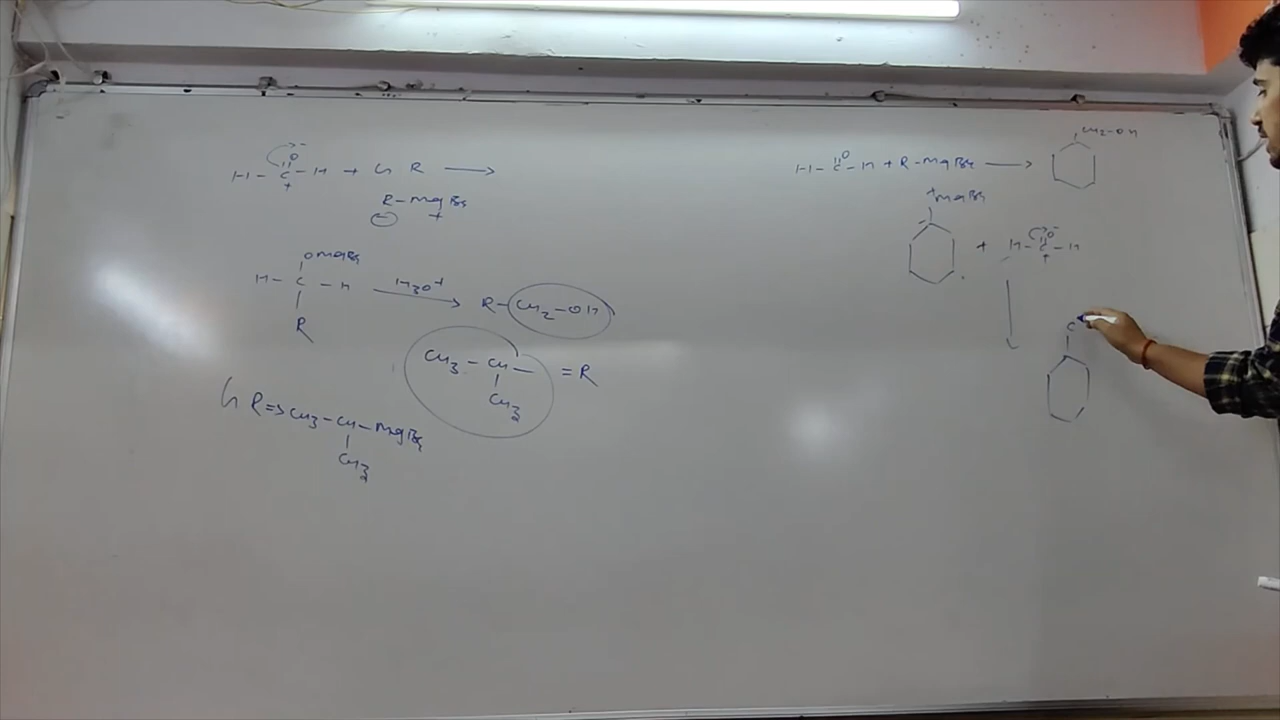 O⁻
H-C-H + G R ⟶
+
R-MgBr
⊖ +
OMgBr
H-C-H H₃O⁺ ⟶ R-CH₂-OH
R
CH₃-CH- = R
CH₃
G R ⇒ CH₃-CH-MgBr
CH₃
CH₂-OH
O
H-C-H + R-MgBr ⟶
+MgBr
-
+ H-C-H
O⁻
+
C